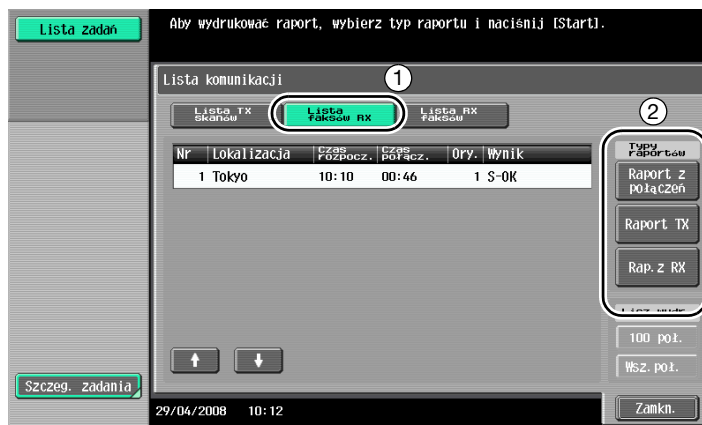 Lista zadań
Aby wydrukować raport, wybierz typ raportu i naciśnij [Start].
Lista komunikacji
1
Lista TX
skanów
Lista
faksów RX
Lista RX
faksów
2
Nr Lokalizacja Czas rozpocz. Czas połącz. Ory. Wynik
1 Tokyo 10:10 00:46 1 S-OK
Typy
raportów
Raport z
połączeń
Raport TX
Rap. z RX
100 poł.
Wsz. poł.
Szczeg. zadania
29/04/2008 10:12
Zamkn.